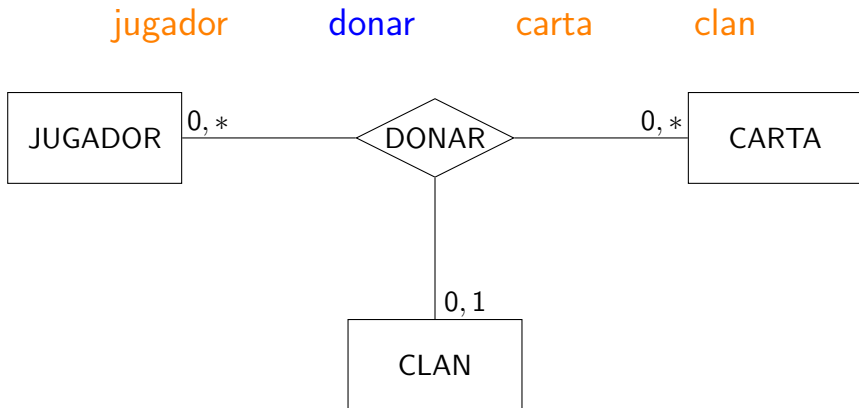 jugador donar carta clan
JUGADOR 0, ∗ DONAR 0, ∗ CARTA
0, 1
CLAN